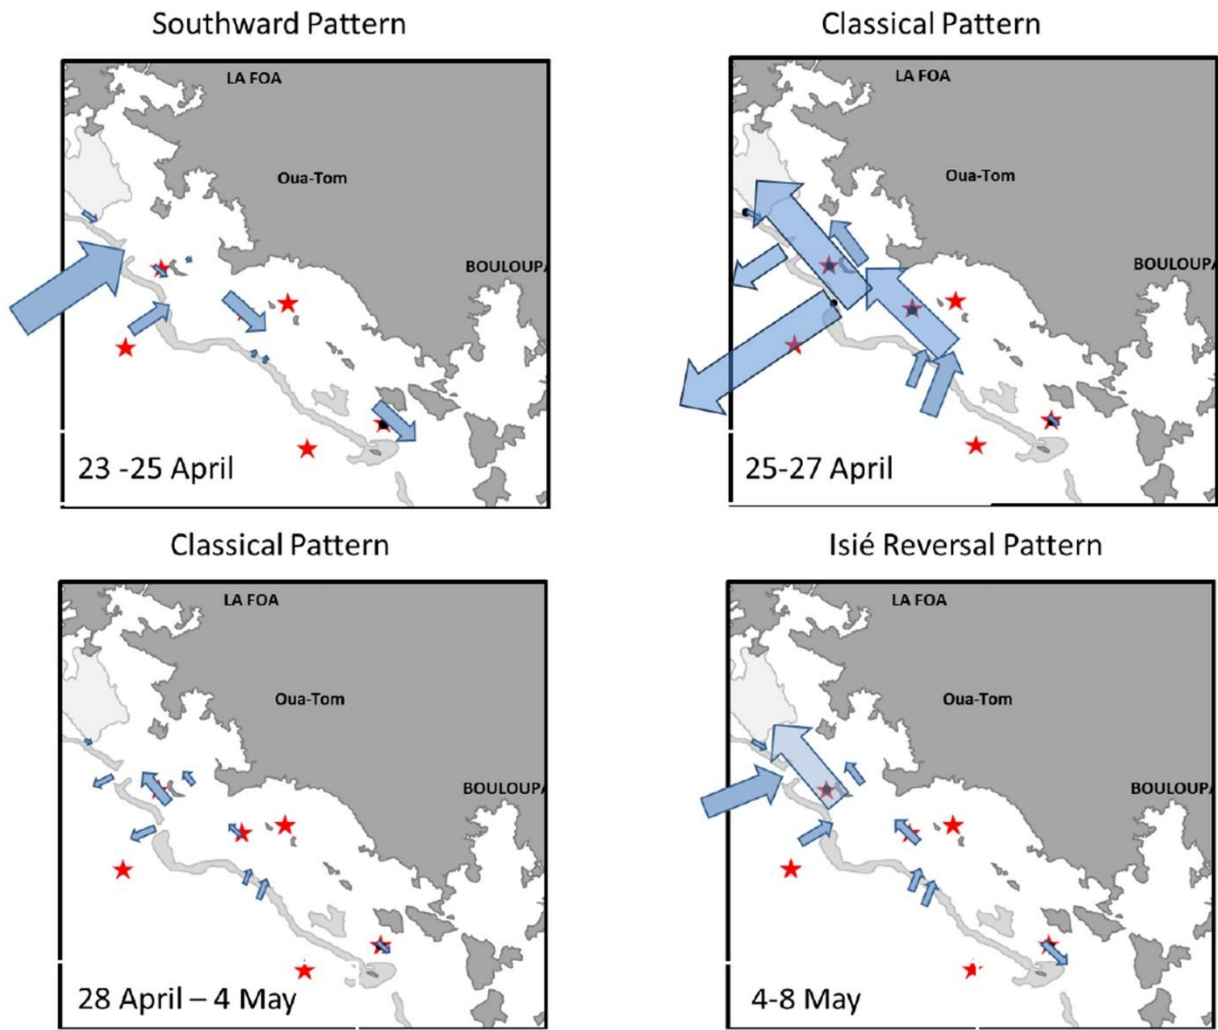 Southward Pattern
Classical Pattern
LA FOA
LA FOA
Oua-Tom
Oua-Tom
BOULOUPA
BOULOUPA
23 -25 April
25-27 April
Classical Pattern
Isié Reversal Pattern
LA FOA
LA FOA
Oua-Tom
Oua-Tom
BOULOUPA
BOULOUPA
28 April – 4 May
4-8 May